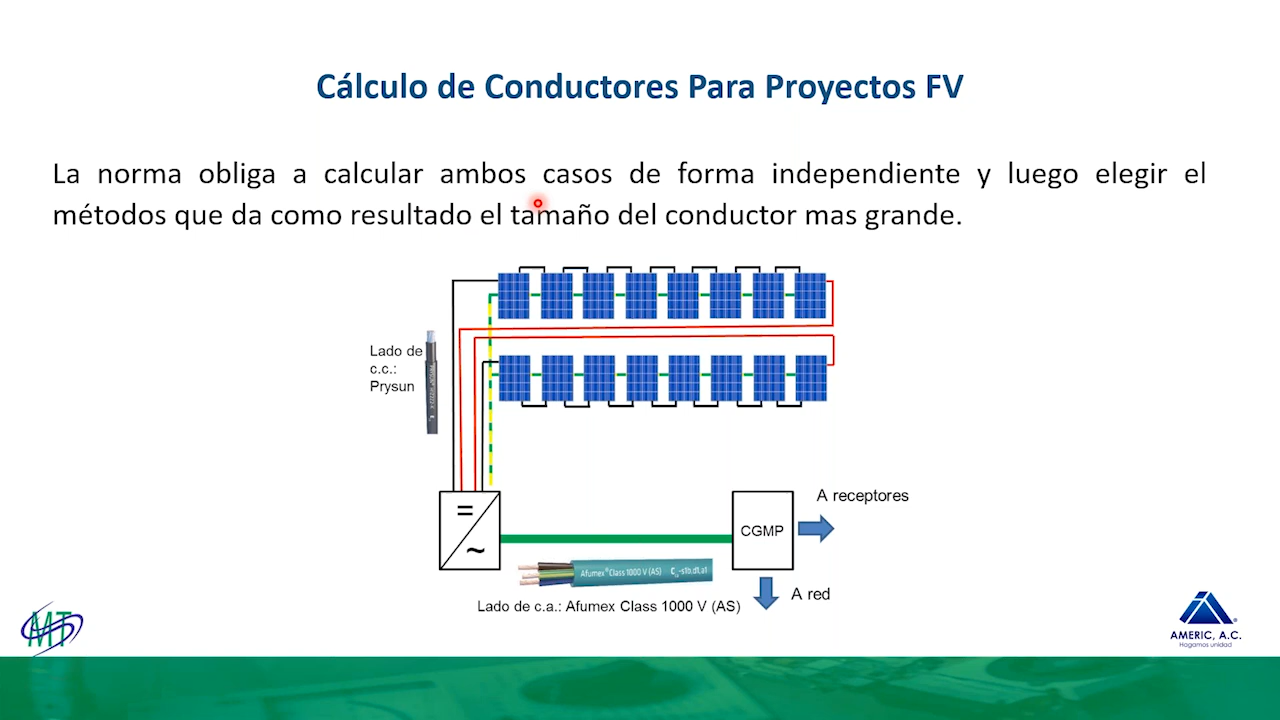 Cálculo de Conductores Para Proyectos FV
La norma obliga a calcular ambos casos de forma independiente y luego elegir el
métodos que da como resultado el tamaño del conductor mas grande.
Lado de
c.c.:
Prysun
=
~
CGMP
A receptores
A red
Afumex® Class 1000 V (AS)
Lado de c.a.: Afumex Class 1000 V (AS)
MT
AMERIC, A.C.
Hagamos unidad